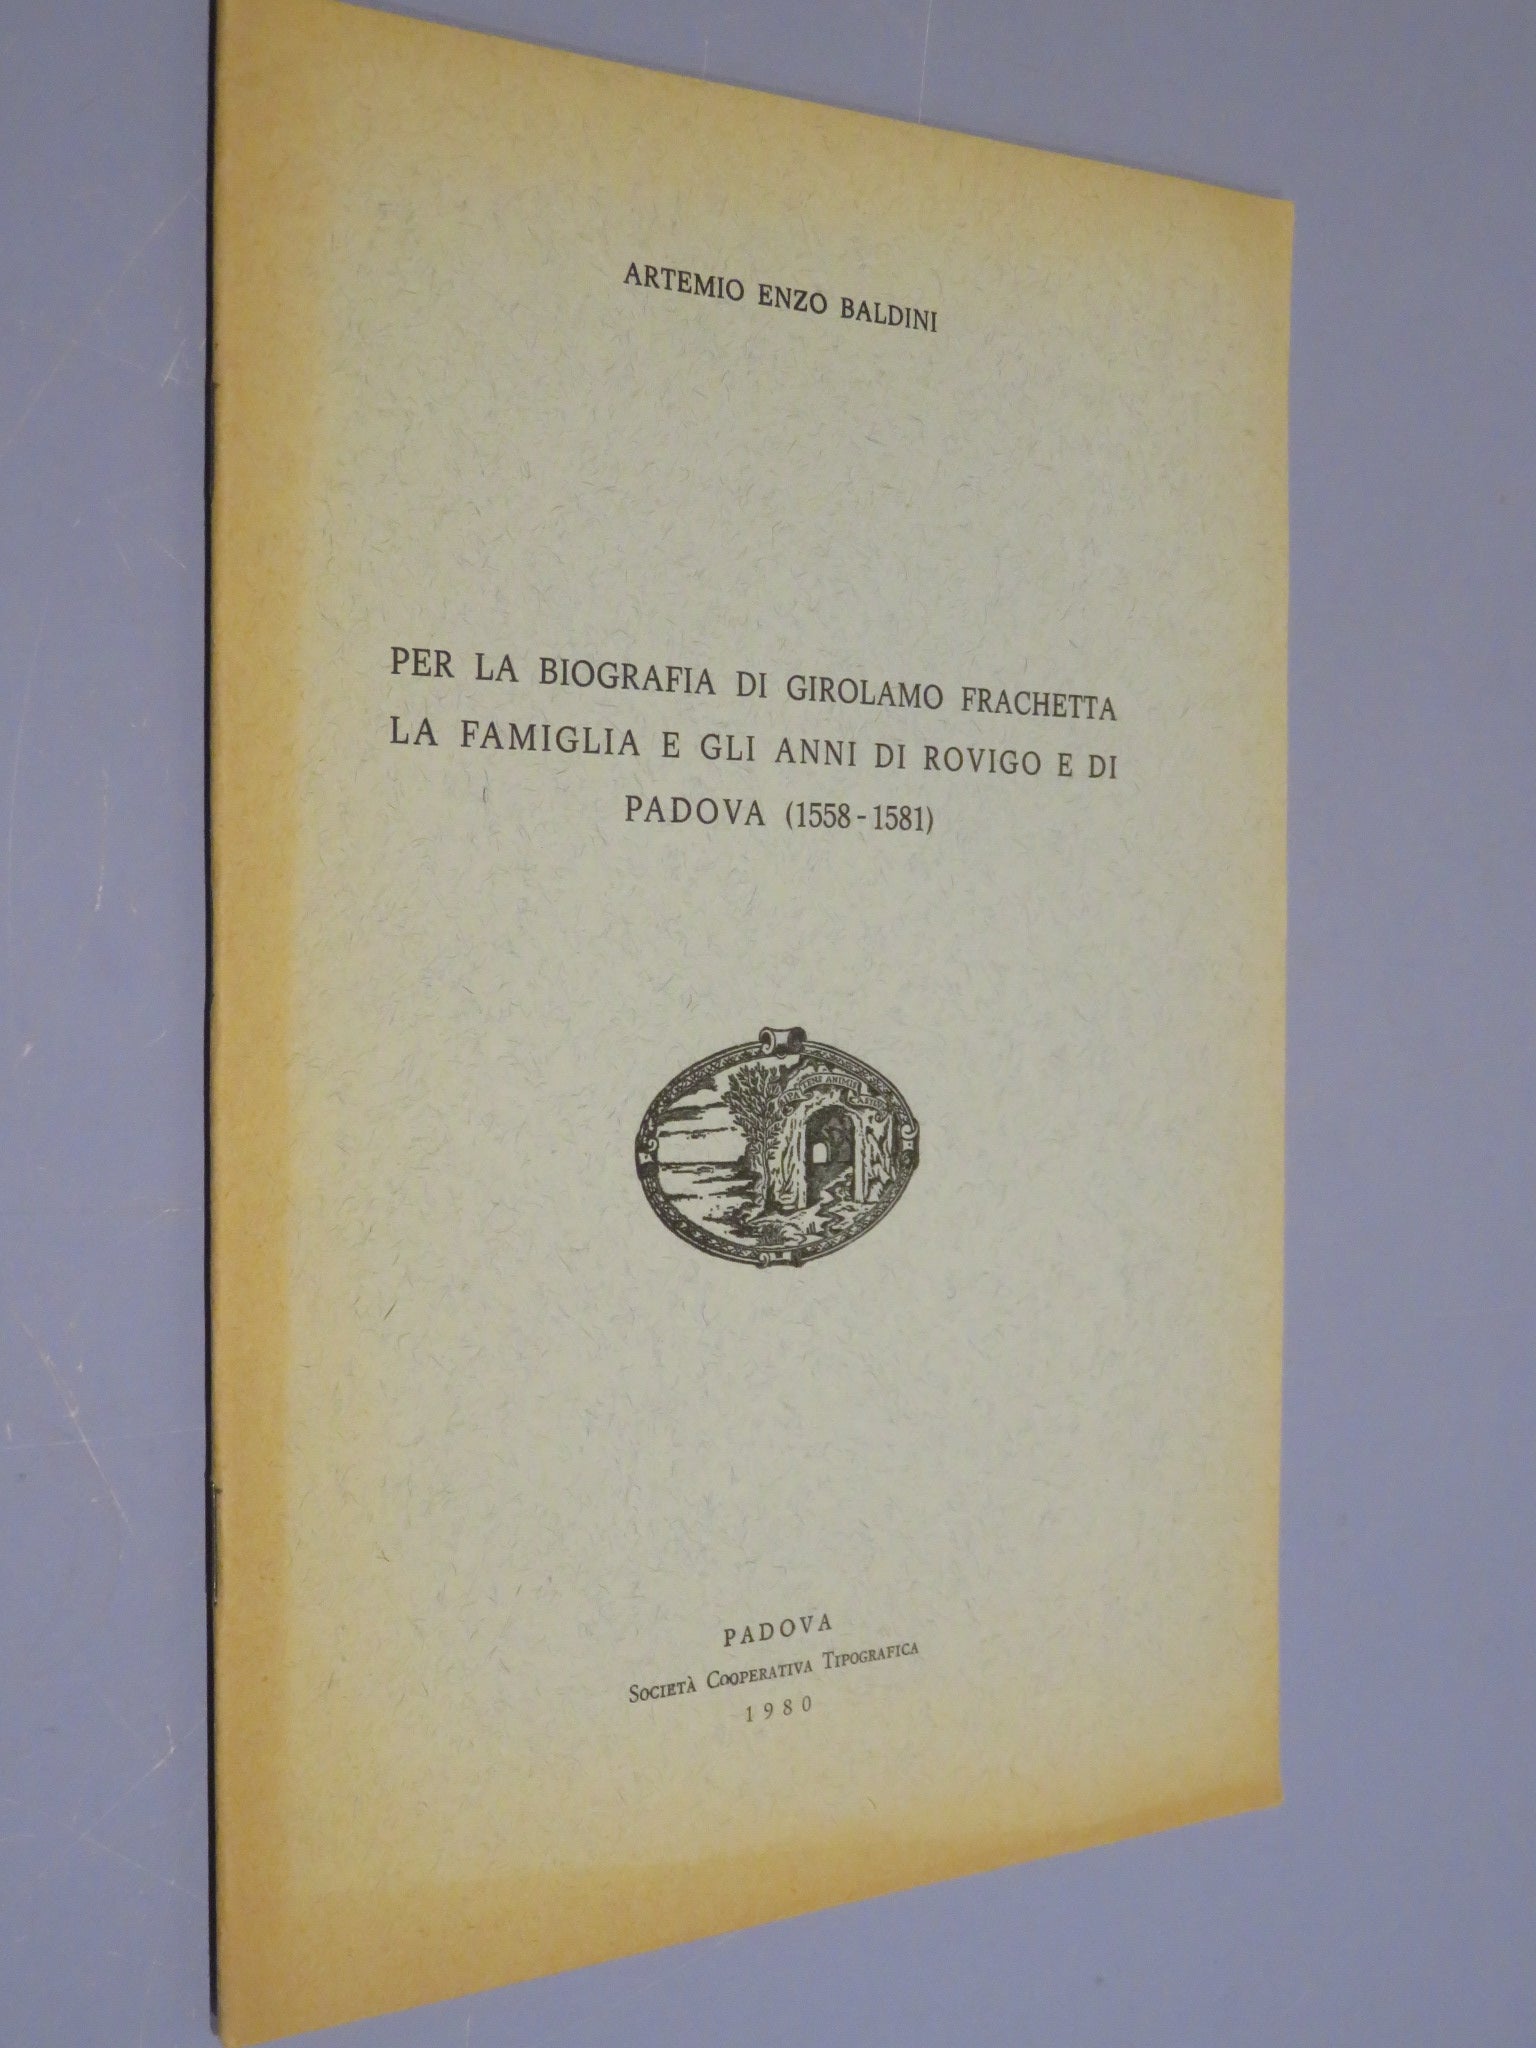 ARTEMIO ENZO BALDINI
PER LA BIOGRAFIA DI GIROLAMO FRACHETTA
LA FAMIGLIA E GLI ANNI DI ROVIGO E DI
PADOVA (1558-1581)
PADOVA
SOCIETÀ COOPERATIVA TIPOGRAFICA
1980